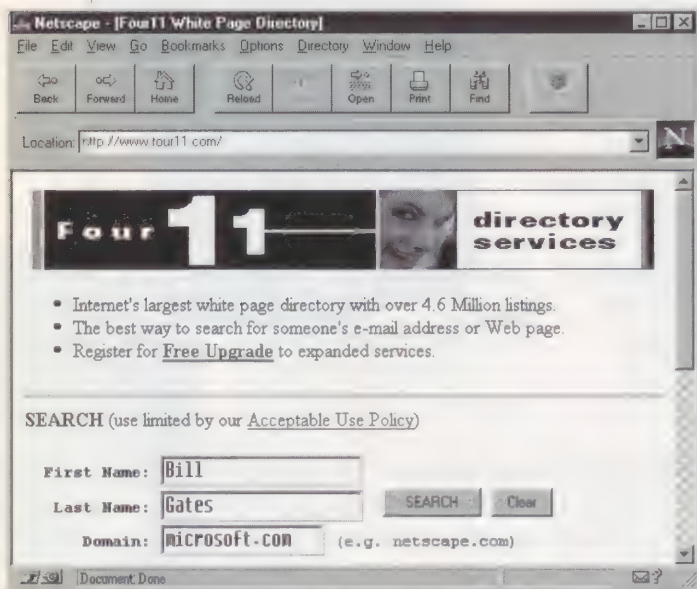 Netscape - [Four11 White Page Directory]
File Edit View Go Bookmarks Options Directory Window Help
Back Forward Home Reload Open Print Find
Location: http://www.four11.com/
Four 11 directory services
• Internet's largest white page directory with over 4.6 Million listings.
• The best way to search for someone's e-mail address or Web page.
• Register for Free Upgrade to expanded services.
SEARCH (use limited by our Acceptable Use Policy)
First Name: Bill
Last Name: Gates SEARCH Clear
Domain: microsoft.com (e.g. netscape.com)
Document: Done